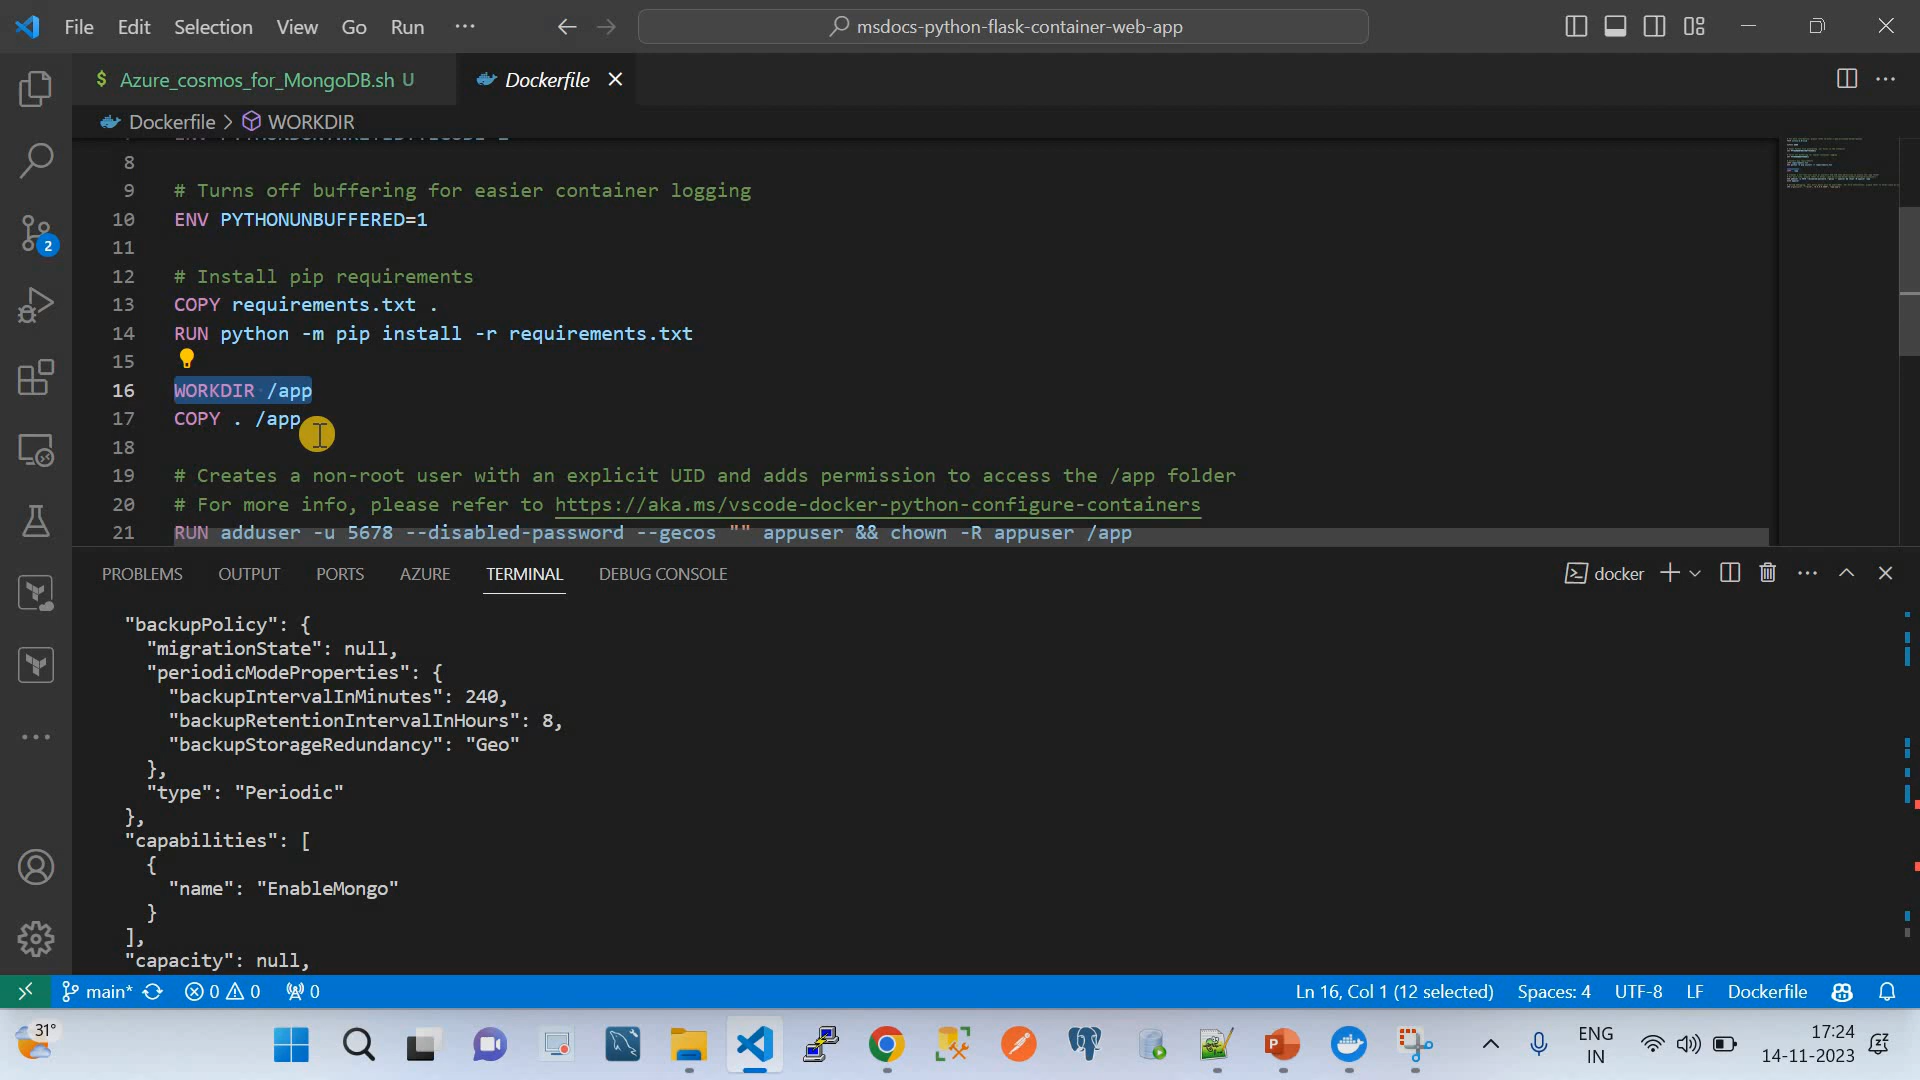 File Edit Selection View Go Run ···
msdocs-python-flask-container-web-app
$ Azure_cosmos_for_MongoDB.sh U
Dockerfile
Dockerfile > WORKDIR
8
9 # Turns off buffering for easier container logging
10 ENV PYTHONUNBUFFERED=1
11
12 # Install pip requirements
13 COPY requirements.txt .
14 RUN python -m pip install -r requirements.txt
15
16 WORKDIR /app
17 COPY . /app
18
19 # Creates a non-root user with an explicit UID and adds permission to access the /app folder
20 # For more info, please refer to https://aka.ms/vscode-docker-python-configure-containers
21 RUN adduser -u 5678 --disabled-password --gecos "" appuser && chown -R appuser /app
2
PROBLEMS OUTPUT PORTS AZURE TERMINAL DEBUG CONSOLE
docker
"backupPolicy": {
"migrationState": null,
"periodicModeProperties": {
"backupIntervalInMinutes": 240,
"backupRetentionIntervalInHours": 8,
"backupStorageRedundancy": "Geo"
},
"type": "Periodic"
},
"capabilities": [
{
"name": "EnableMongo"
}
],
"capacity": null,
main* 0 0 0
Ln 16, Col 1 (12 selected) Spaces: 4 UTF-8 LF Dockerfile
31°
ENG
IN
17:24
14-11-2023